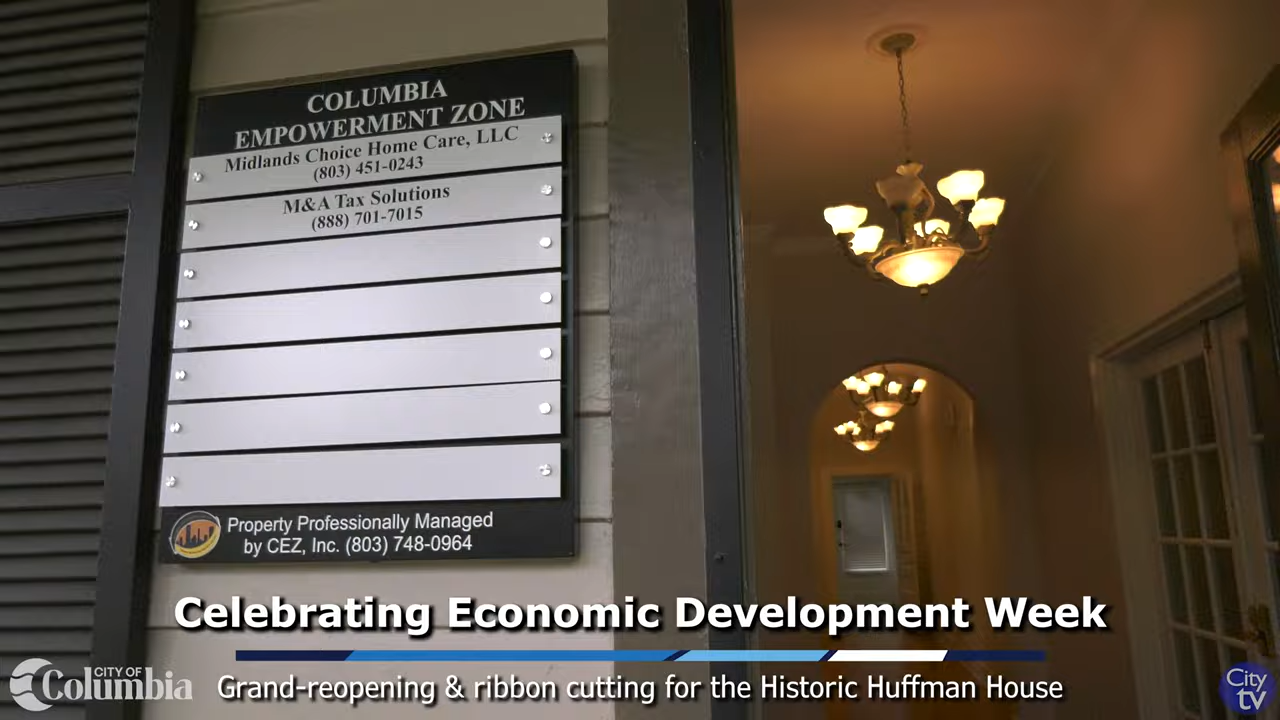 COLUMBIA
EMPOWERMENT ZONE
Midlands Choice Home Care, LLC
(803) 451-0243
M&A Tax Solutions
(888) 701-7015
Property Professionally Managed
by CEZ, Inc. (803) 748-0964
Celebrating Economic Development Week
Grand-reopening & ribbon cutting for the Historic Huffman House
CITY OF
Columbia
City
tv